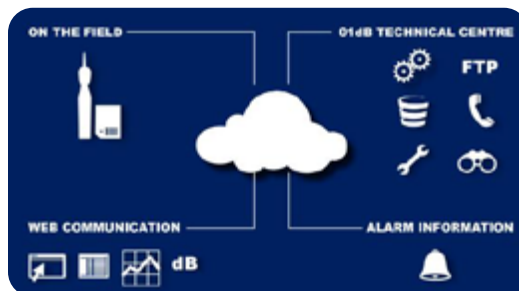 ON THE FIELD
01dB TECHNICAL CENTRE
FTP
WEB COMMUNICATION
dB
ALARM INFORMATION